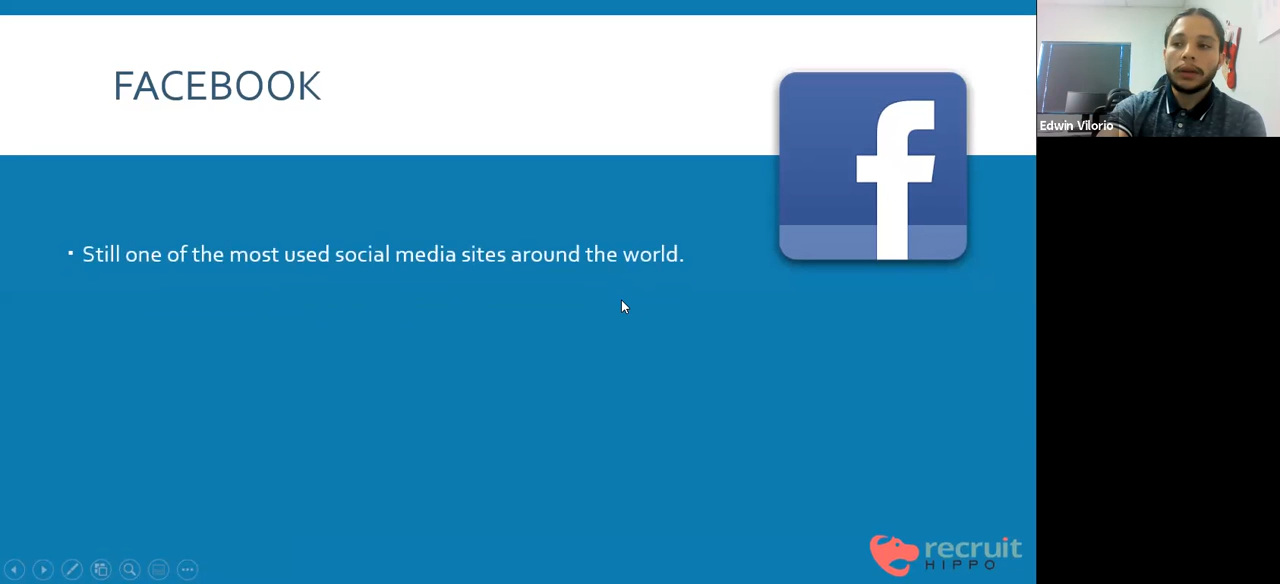 FACEBOOK
f
▪ Still one of the most used social media sites around the world.
recruit
HIPPO
Edwin Vilorio